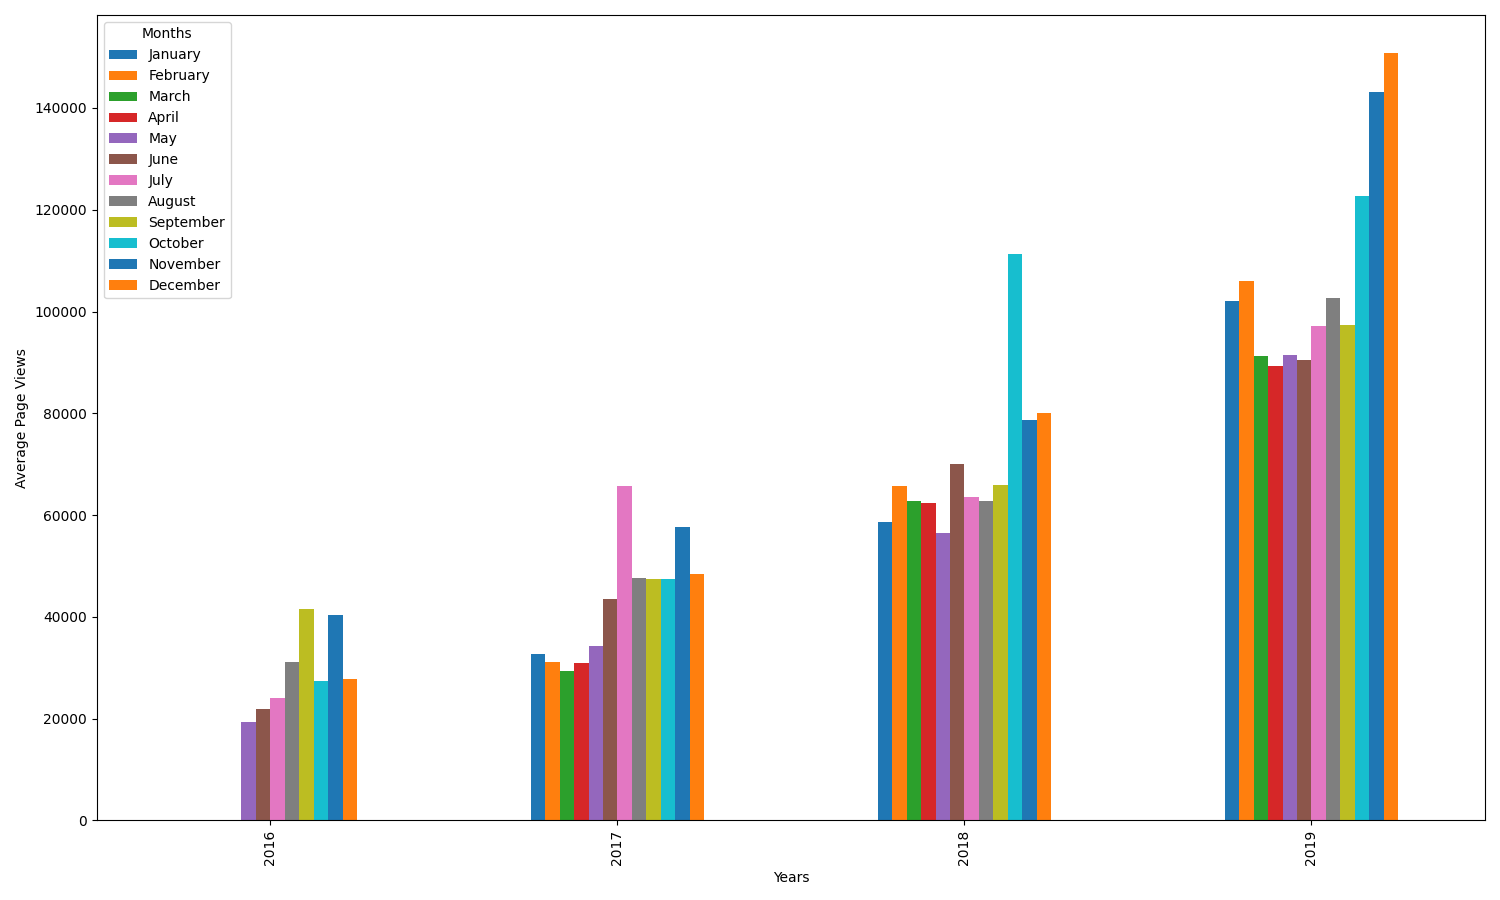 Months
January
February
March
April
May
June
July
August
September
October
November
December
140000
120000
100000
80000
60000
40000
20000
0
Average Page Views
2016
2017
2018
2019
Years